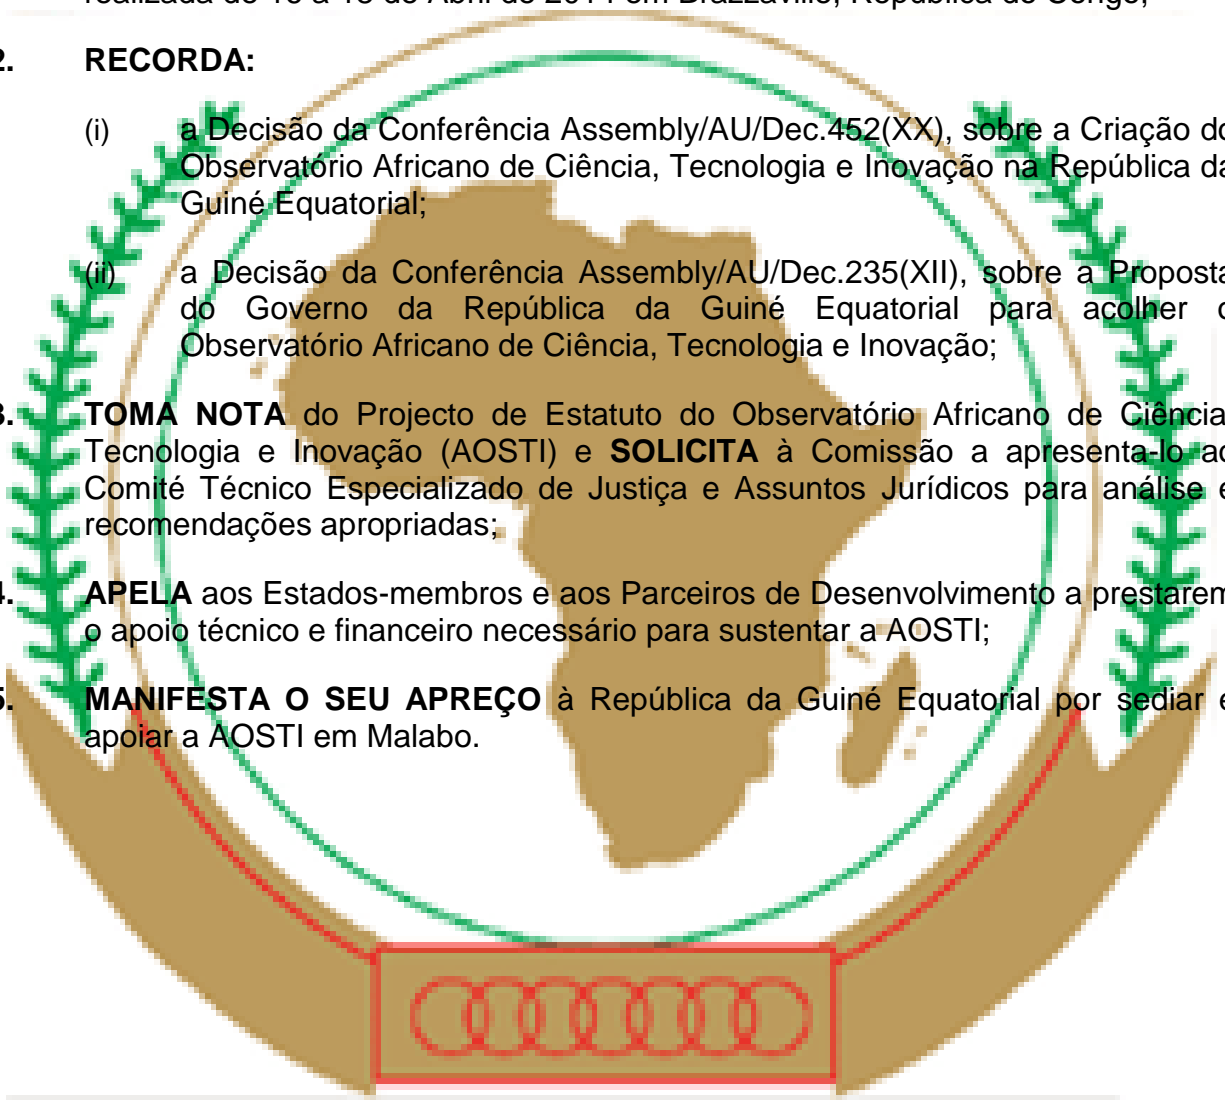 2. RECORDA:
(i) a Decisão da Conferência Assembly/AU/Dec.452(XX), sobre a Criação do
Observatório Africano de Ciência, Tecnologia e Inovação na República da
Guiné Equatorial;
(ii) a Decisão da Conferência Assembly/AU/Dec.235(XII), sobre a Proposta
do Governo da República da Guiné Equatorial para acolher o
Observatório Africano de Ciência, Tecnologia e Inovação;
3. TOMA NOTA do Projecto de Estatuto do Observatório Africano de Ciência,
Tecnologia e Inovação (AOSTI) e SOLICITA à Comissão a apresenta-lo ao
Comité Técnico Especializado de Justiça e Assuntos Jurídicos para análise e
recomendações apropriadas;
4. APELA aos Estados-membros e aos Parceiros de Desenvolvimento a prestarem
o apoio técnico e financeiro necessário para sustentar a AOSTI;
5. MANIFESTA O SEU APREÇO à República da Guiné Equatorial por sediar e
apoiar a AOSTI em Malabo.